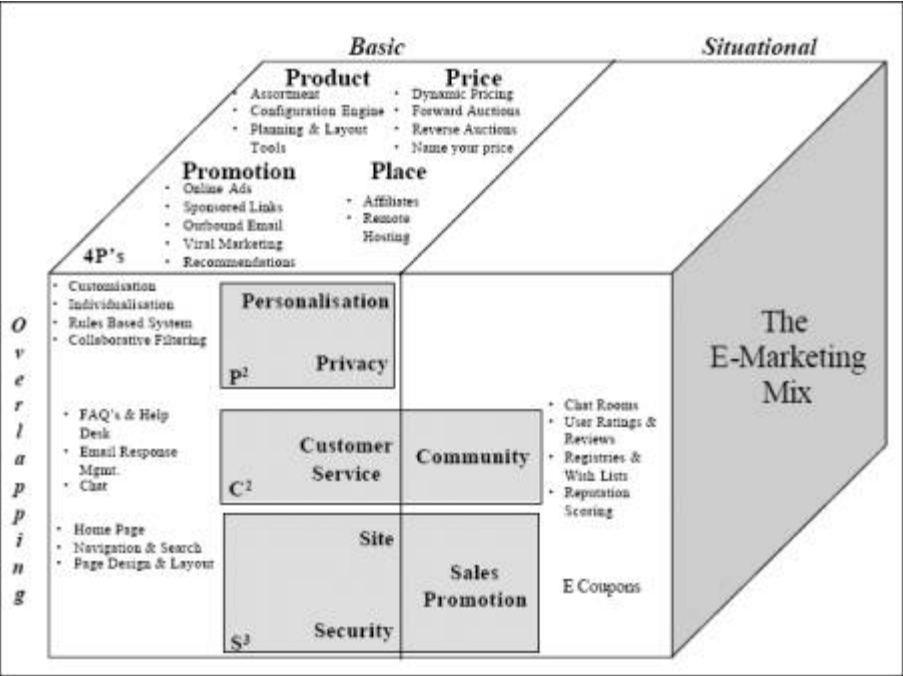 Basic
Situational
Product
• Assortment
• Configuration Engine
• Planning & Layout
Tools
Price
• Dynamic Pricing
• Forward Auctions
• Reverse Auctions
• Name your price
Promotion
• Online Ads
• Sponsored Links
• Outbound Email
• Viral Marketing
• Recommendations
Place
• Affiliates
• Remote
Hosting
4P's
Overlapping
• Customisation
• Individualisation
• Rules Based System
• Collaborative Filtering
Personalisation
Privacy
P²
• FAQ's & Help
Desk
• Email Response
Mgmt.
• Chat
Customer
Service
C²
Community
• Chat Rooms
• User Ratings &
Reviews
• Registries &
Wish Lists
• Reputation
Scoring
• Home Page
• Navigation & Search
• Page Design & Layout
Site
Security
S³
Sales
Promotion
E Coupons
The
E-Marketing
Mix